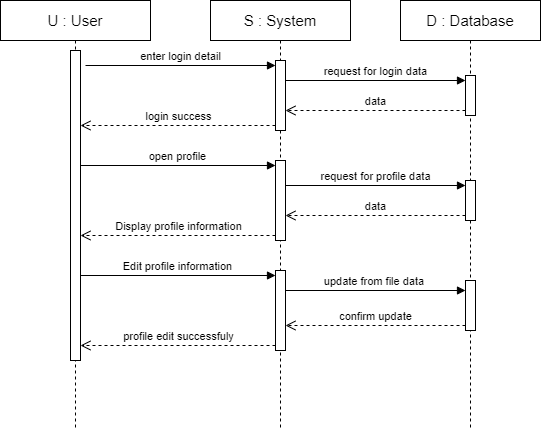 U : User
S : System
D : Database
enter login detail
request for login data
data
login success
open profile
request for profile data
data
Display profile information
Edit profile information
update from file data
confirm update
profile edit successfuly